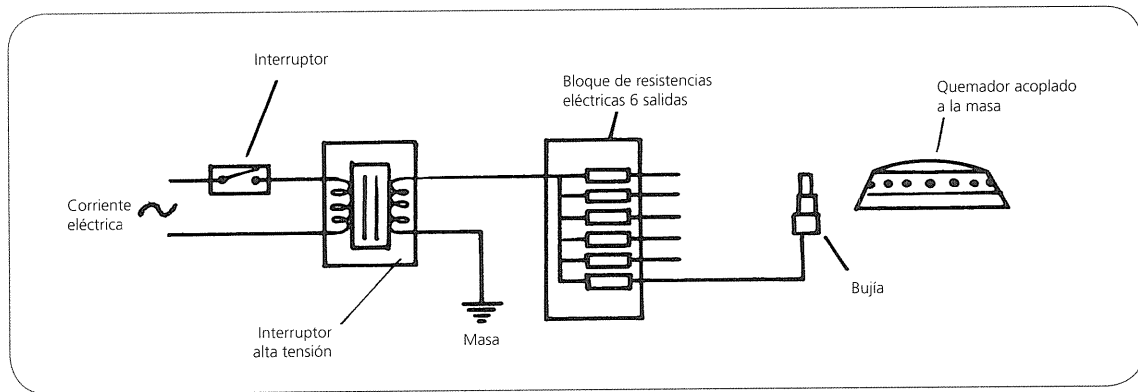 Interruptor
Bloque de resistencias
eléctricas 6 salidas
Quemador acoplado
a la masa
Corriente
eléctrica
Bujía
Interruptor
alta tensión
Masa